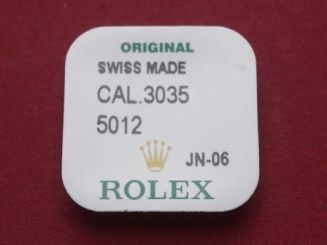 ORIGINAL
SWISS MADE
CAL.3035
5012
JN-06
ROLEX